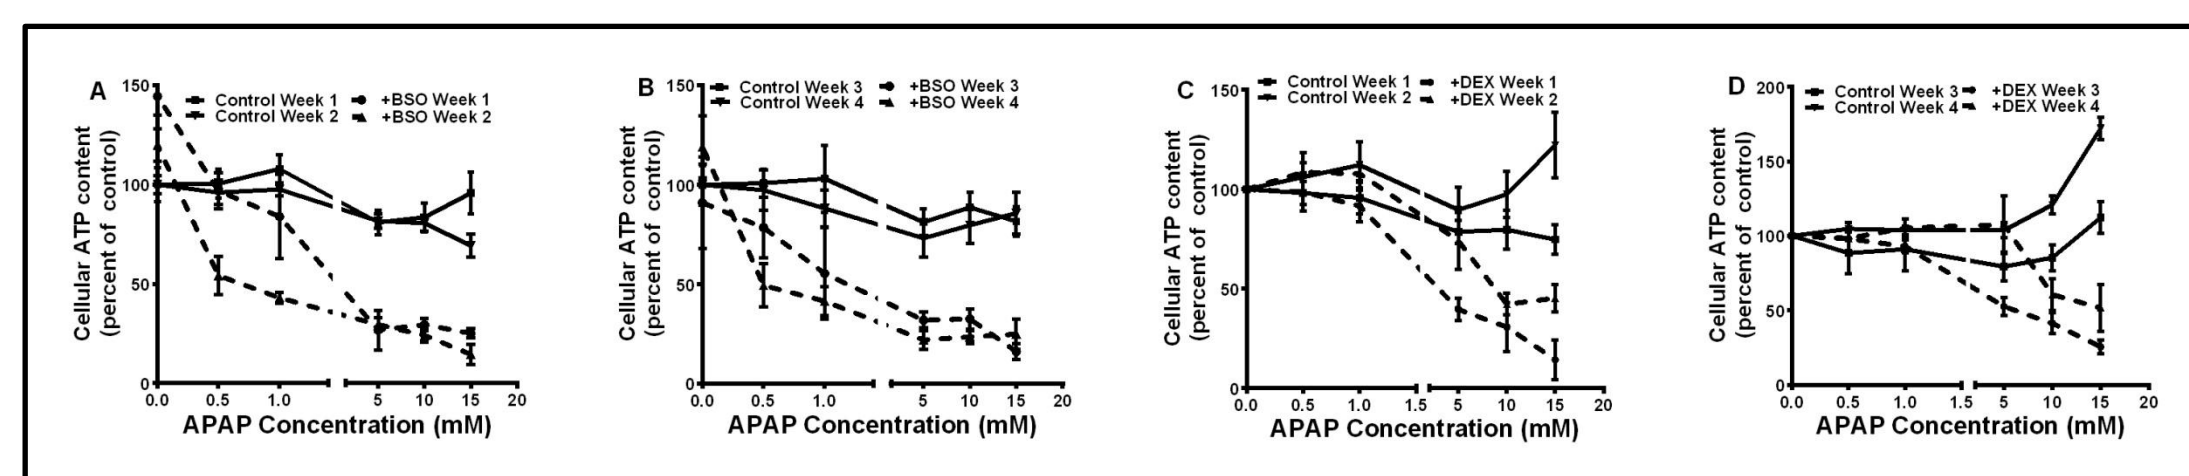 A
Cellular ATP content
(percent of control)
150
100
50
0
Control Week 1
Control Week 2
+BSO Week 1
+BSO Week 2
0.0 0.5 1.0 5 10 15 20
APAP Concentration (mM)
B
Cellular ATP content
(percent of control)
150
100
50
0
Control Week 3
Control Week 4
+BSO Week 3
+BSO Week 4
0.0 0.5 1.0 5 10 15 20
APAP Concentration (mM)
C
Cellular ATP content
(percent of control)
150
100
50
0
Control Week 1
Control Week 2
+DEX Week 1
+DEX Week 2
0.0 0.5 1.0 1.5 5 10 15 20
APAP Concentration (mM)
D
Cellular ATP content
(percent of control)
200
150
100
50
0
Control Week 3
Control Week 4
+DEX Week 3
+DEX Week 4
0.0 0.5 1.0 1.5 5 10 15 20
APAP Concentration (mM)